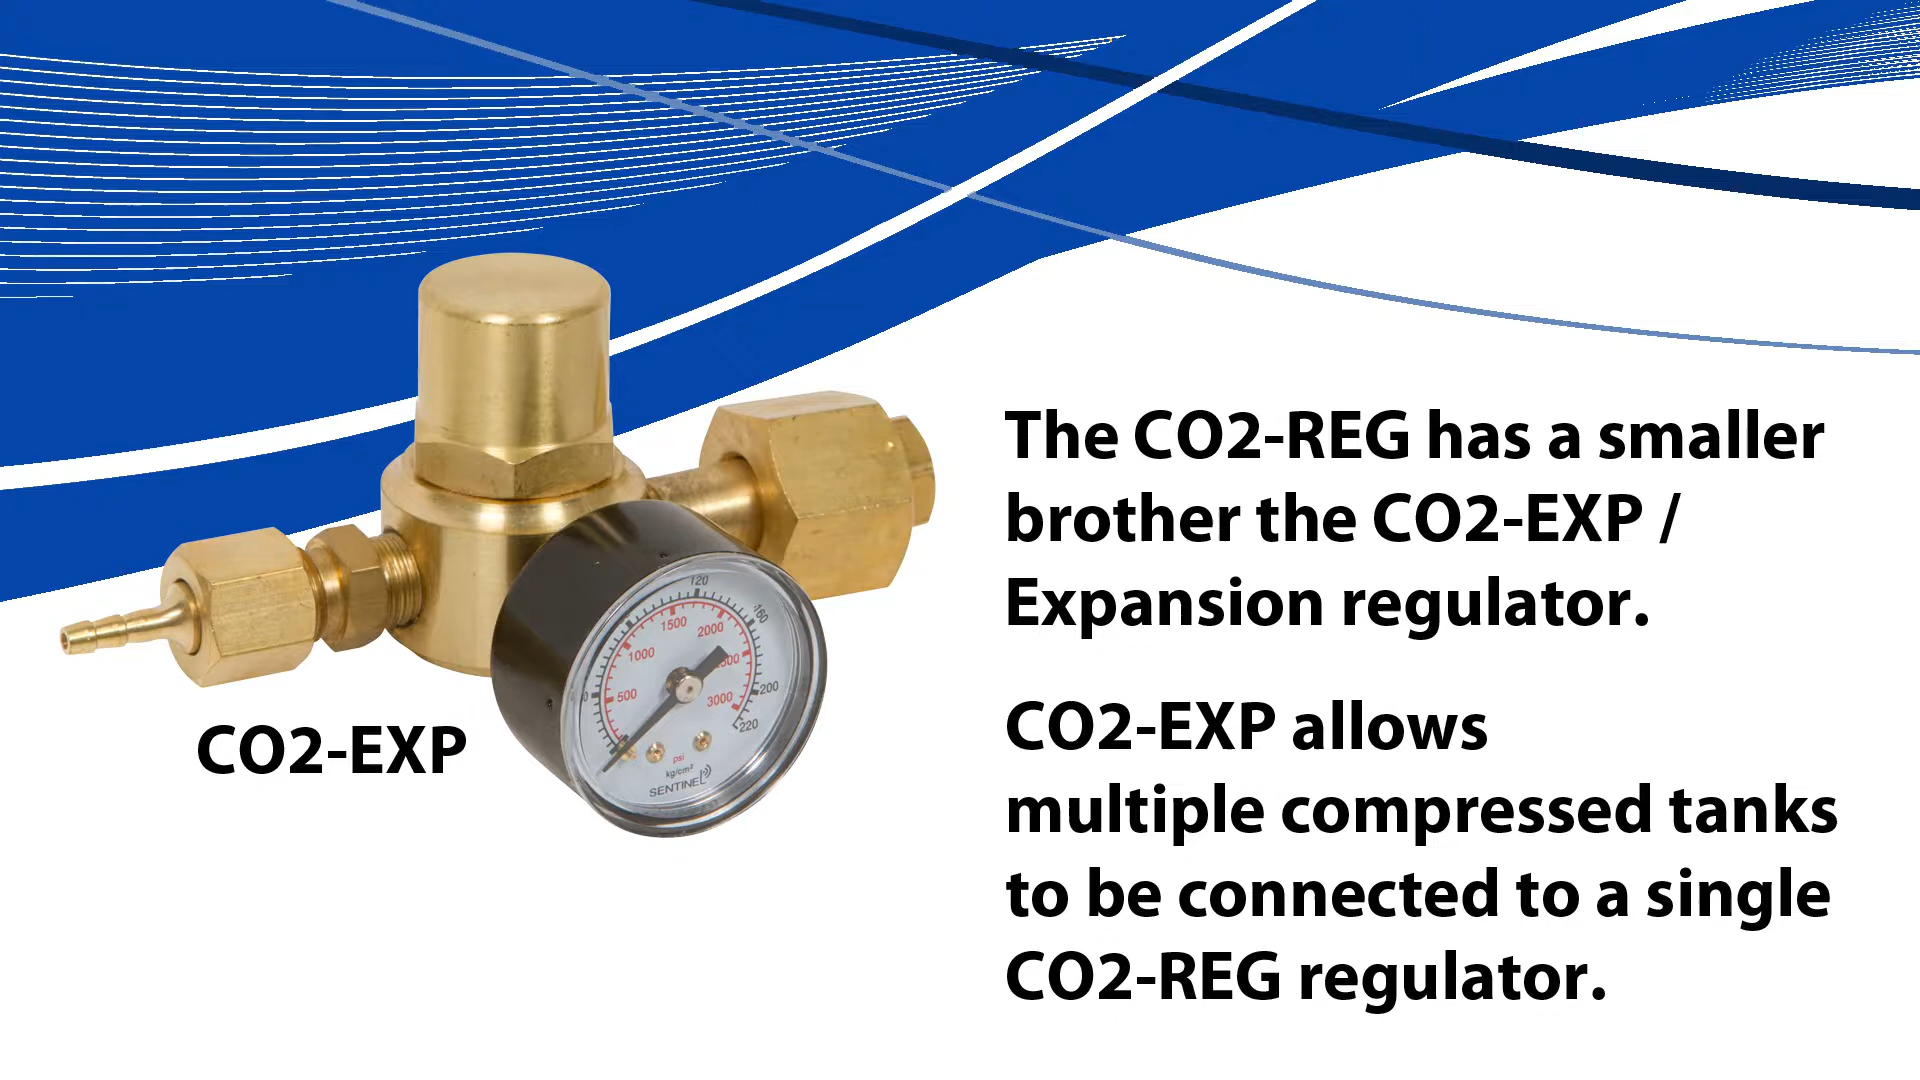 The CO2-REG has a smaller
brother the CO2-EXP /
Expansion regulator.
CO2-EXP allows
multiple compressed tanks
to be connected to a single
CO2-REG regulator.
CO2-EXP
120
160
200
220
500
1000
1500
2000
3000
psi
kg/cm²
SENTINEL